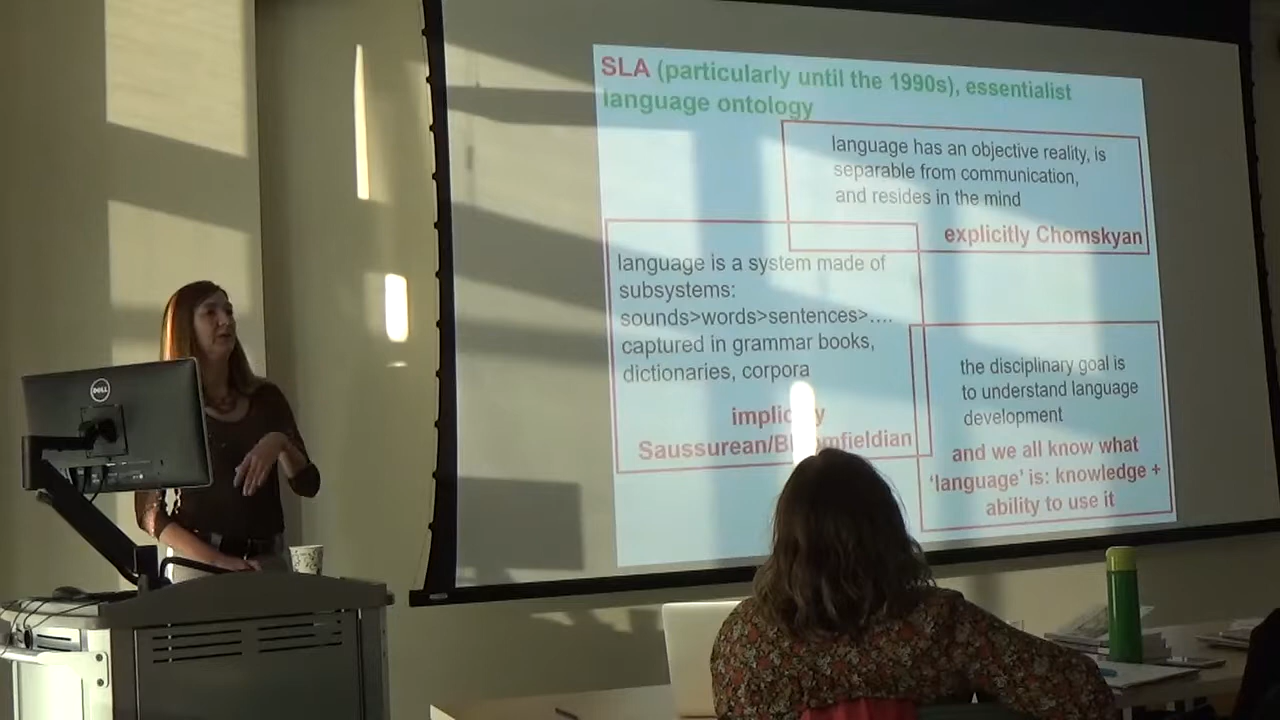 SLA (particularly until the 1990s), essentialist
language ontology
language has an objective reality, is
separable from communication,
and resides in the mind
explicitly Chomskyan
language is a system made of
subsystems:
sounds>words>sentences>....
captured in grammar books,
dictionaries, corpora
Saussurean/Bloomfieldian
the disciplinary goal is
to understand language
development
and we all know what
‘language’ is: knowledge +
ability to use it
DELL